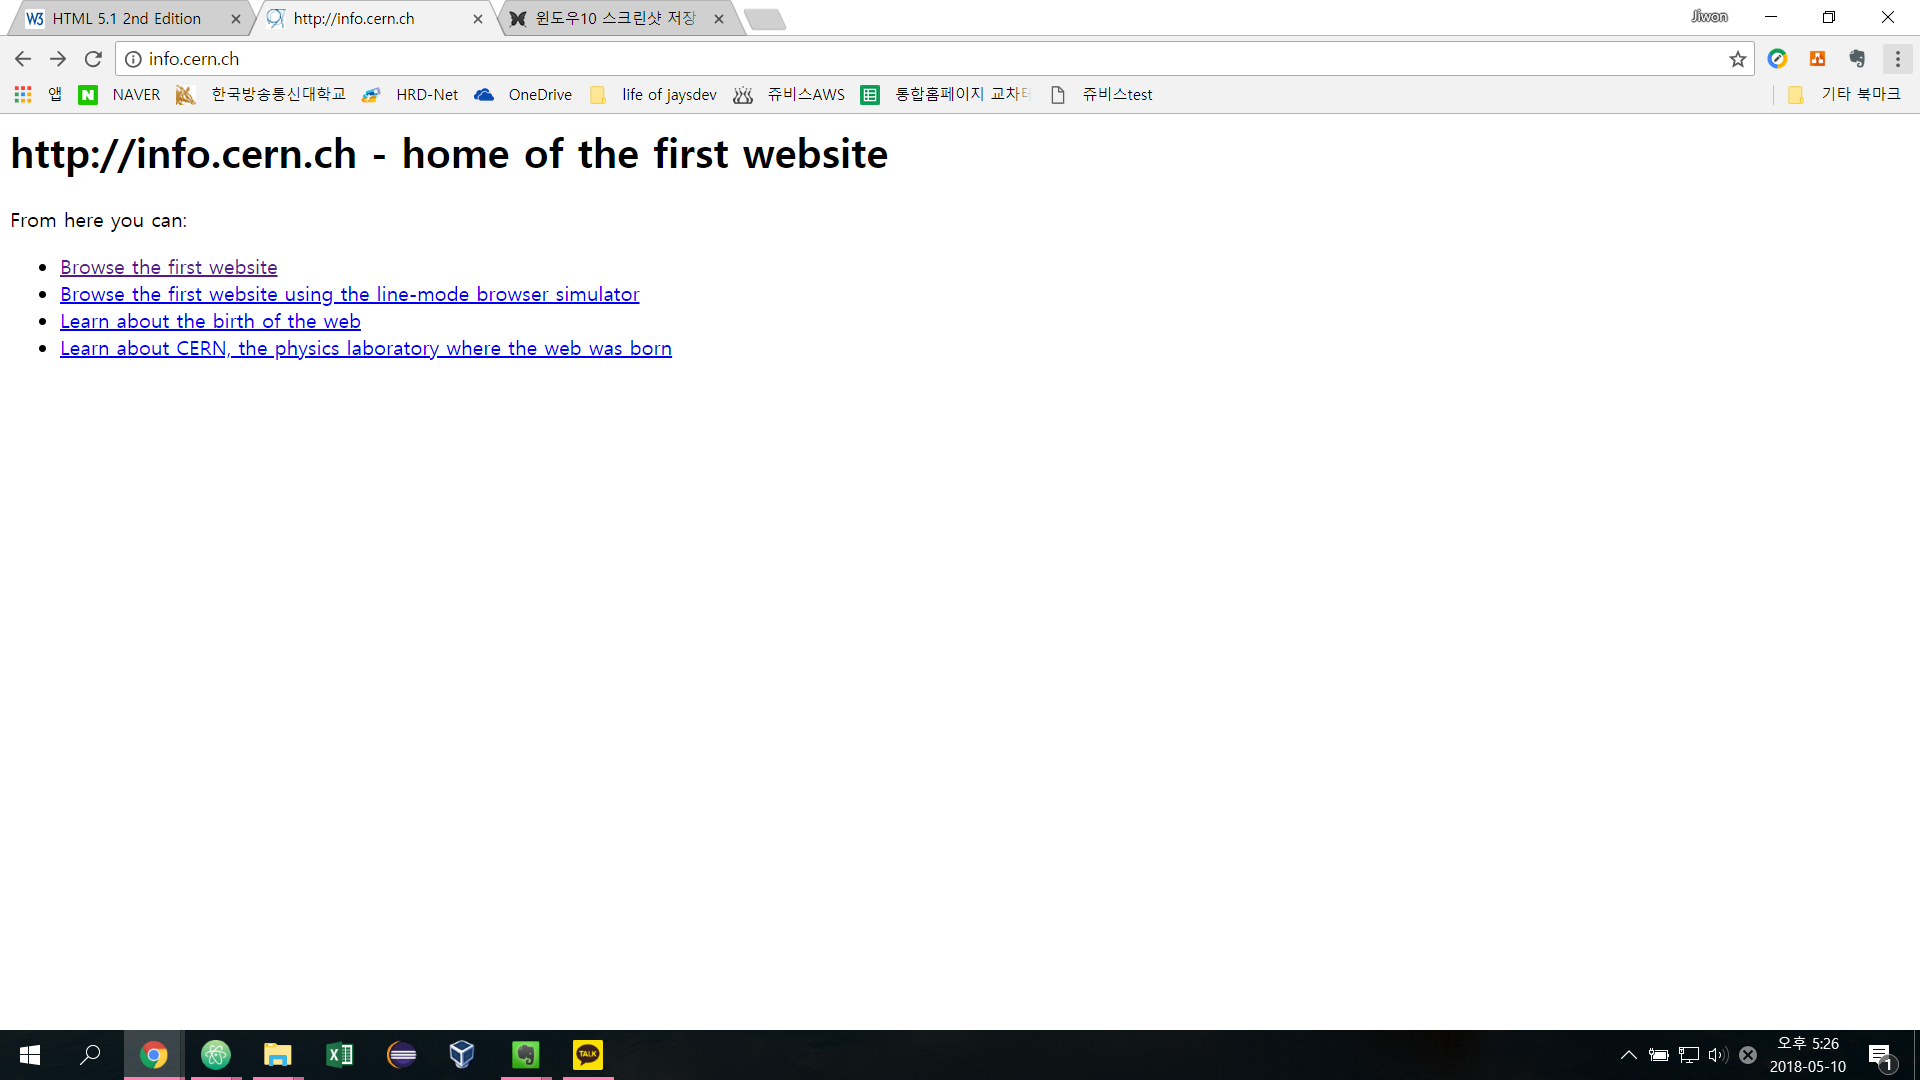 HTML 5.1 2nd Edition
http://info.cern.ch
윈도우10 스크린샷 저장
Jiwon
info.cern.ch
앱 NAVER 한국방송통신대학교 HRD-Net OneDrive life of jaysdev 쥬비스AWS 통합홈페이지 교차 쥬비스test 기타 북마크
http://info.cern.ch - home of the first website
From here you can:
Browse the first website
Browse the first website using the line-mode browser simulator
Learn about the birth of the web
Learn about CERN, the physics laboratory where the web was born
TALK
오후 5:26
2018-05-10
1